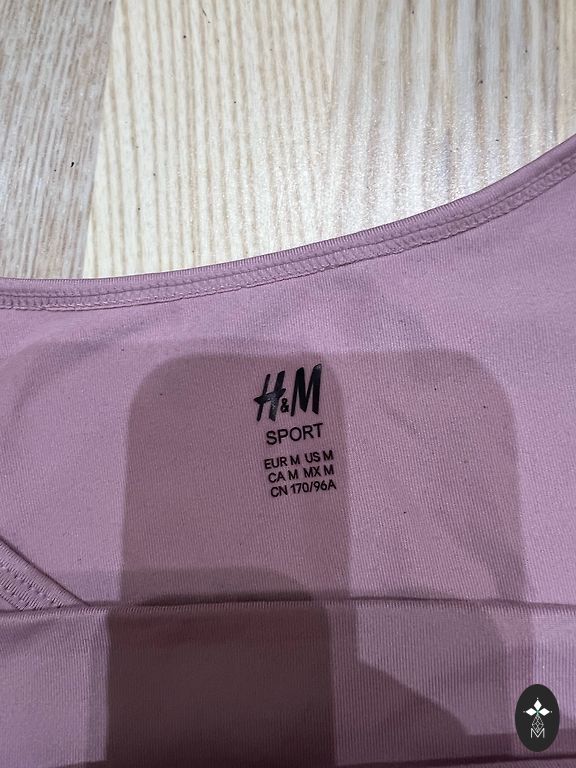 H&M
SPORT
EUR M US M
CA M MX M
CN 170/96A
M